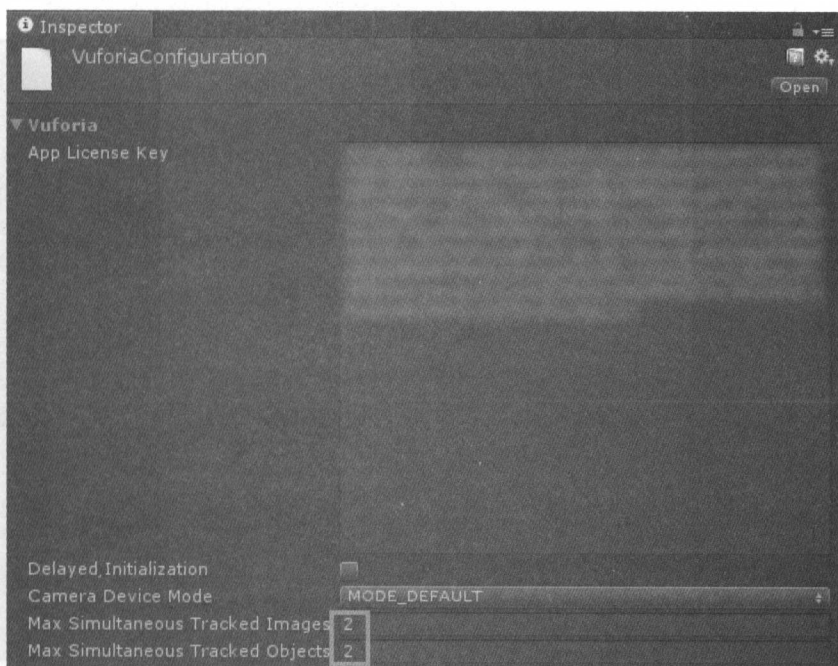 Inspector
VuforiaConfiguration
Open
Vuforia
App License Key
Delayed Initialization
Camera Device Mode MODE_DEFAULT
Max Simultaneous Tracked Images 2
Max Simultaneous Tracked Objects 2